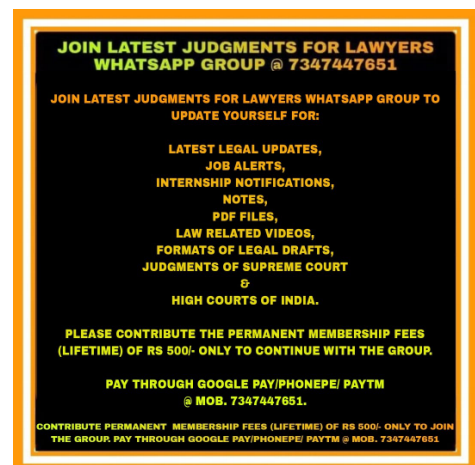 JOIN LATEST JUDGMENTS FOR LAWYERS
WHATSAPP GROUP @ 7347447651
JOIN LATEST JUDGMENTS FOR LAWYERS WHATSAPP GROUP TO
UPDATE YOURSELF FOR:
LATEST LEGAL UPDATES,
JOB ALERTS,
INTERNSHIP NOTIFICATIONS,
NOTES,
PDF FILES,
LAW RELATED VIDEOS,
FORMATS OF LEGAL DRAFTS,
JUDGMENTS OF SUPREME COURT
&
HIGH COURTS OF INDIA.
PLEASE CONTRIBUTE THE PERMANENT MEMBERSHIP FEES
(LIFETIME) OF RS 500/- ONLY TO CONTINUE WITH THE GROUP.
PAY THROUGH GOOGLE PAY/PHONEPE/ PAYTM
@ MOB. 7347447651.
CONTRIBUTE PERMANENT MEMBERSHIP FEES (LIFETIME) OF RS 500/- ONLY TO JOIN
THE GROUP. PAY THROUGH GOOGLE PAY/PHONEPE/ PAYTM @ MOB. 7347447651